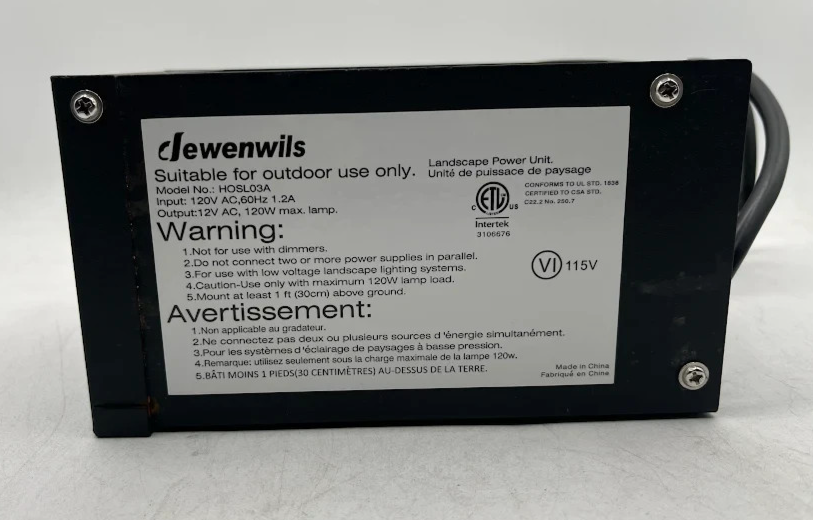 dewenwils
Suitable for outdoor use only.
Landscape Power Unit.
Unité de puissace de paysage
Model No.: HOSL03A
Input: 120V AC,60Hz 1.2A
Output:12V AC, 120W max. lamp.
C ETL US
CONFORMS TO UL STD. 1838
CERTIFIED TO CSA STD.
C22.2 No. 250.7
Intertek
3106676
Warning:
1.Not for use with dimmers.
2.Do not connect two or more power supplies in parallel.
3.For use with low voltage landscape lighting systems.
4.Caution-Use only with maximum 120W lamp load.
5.Mount at least 1 ft (30cm) above ground.
VI 115V
Avertissement:
1.Non applicable au gradateur.
2.Ne connectez pas deux ou plusieurs sources d'énergie simultanément.
3.Pour les systèmes d'éclairage de paysages à basse pression.
4.Remarque: utilisez seulement sous la charge maximale de la lampe 120w.
5.BÂTI MOINS 1 PIEDS(30 CENTIMÈTRES) AU-DESSUS DE LA TERRE.
Made in China
Fabriqué en China